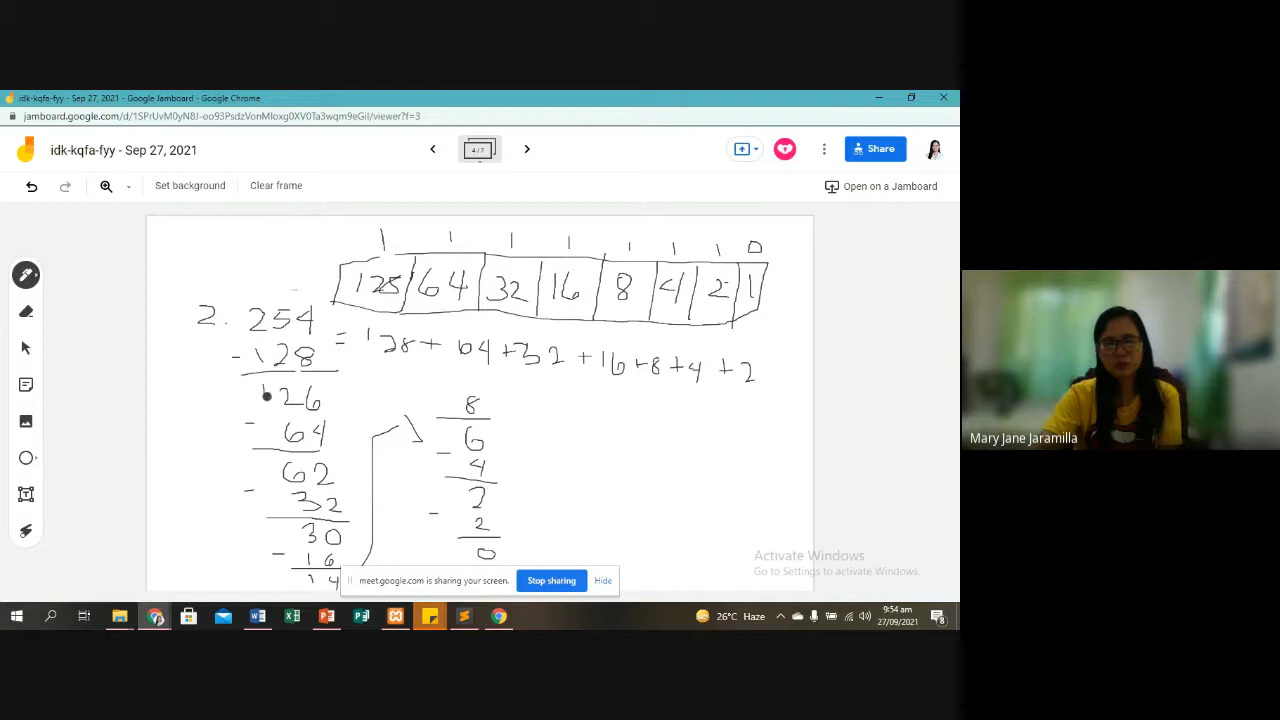 idk-kqfa-fyy - Sep 27, 2021 - Google Jamboard - Google Chrome
jamboard.google.com/d/1SPrUvM0yN8J-oo93PsdzVonMloxg0XV0Ta3wqm9eGiI/viewer?f=3
idk-kqfa-fyy - Sep 27, 2021
4 / 7
Share
Set background
Clear frame
Open on a Jamboard
1 1 1 1 1 1 1 0
128 64 32 16 8 4 2 1
2. 254
- 128 = 128 + 64 + 32 + 16 + 8 + 4 + 2
126
- 64
62
- 32
30
- 16
14
8
6
- 4
2
- 2
0
Mary Jane Jaramilla
Activate Windows
Go to Settings to activate Windows.
meet.google.com is sharing your screen.
Stop sharing
Hide
26°C Haze
9:54 am
27/09/2021
8